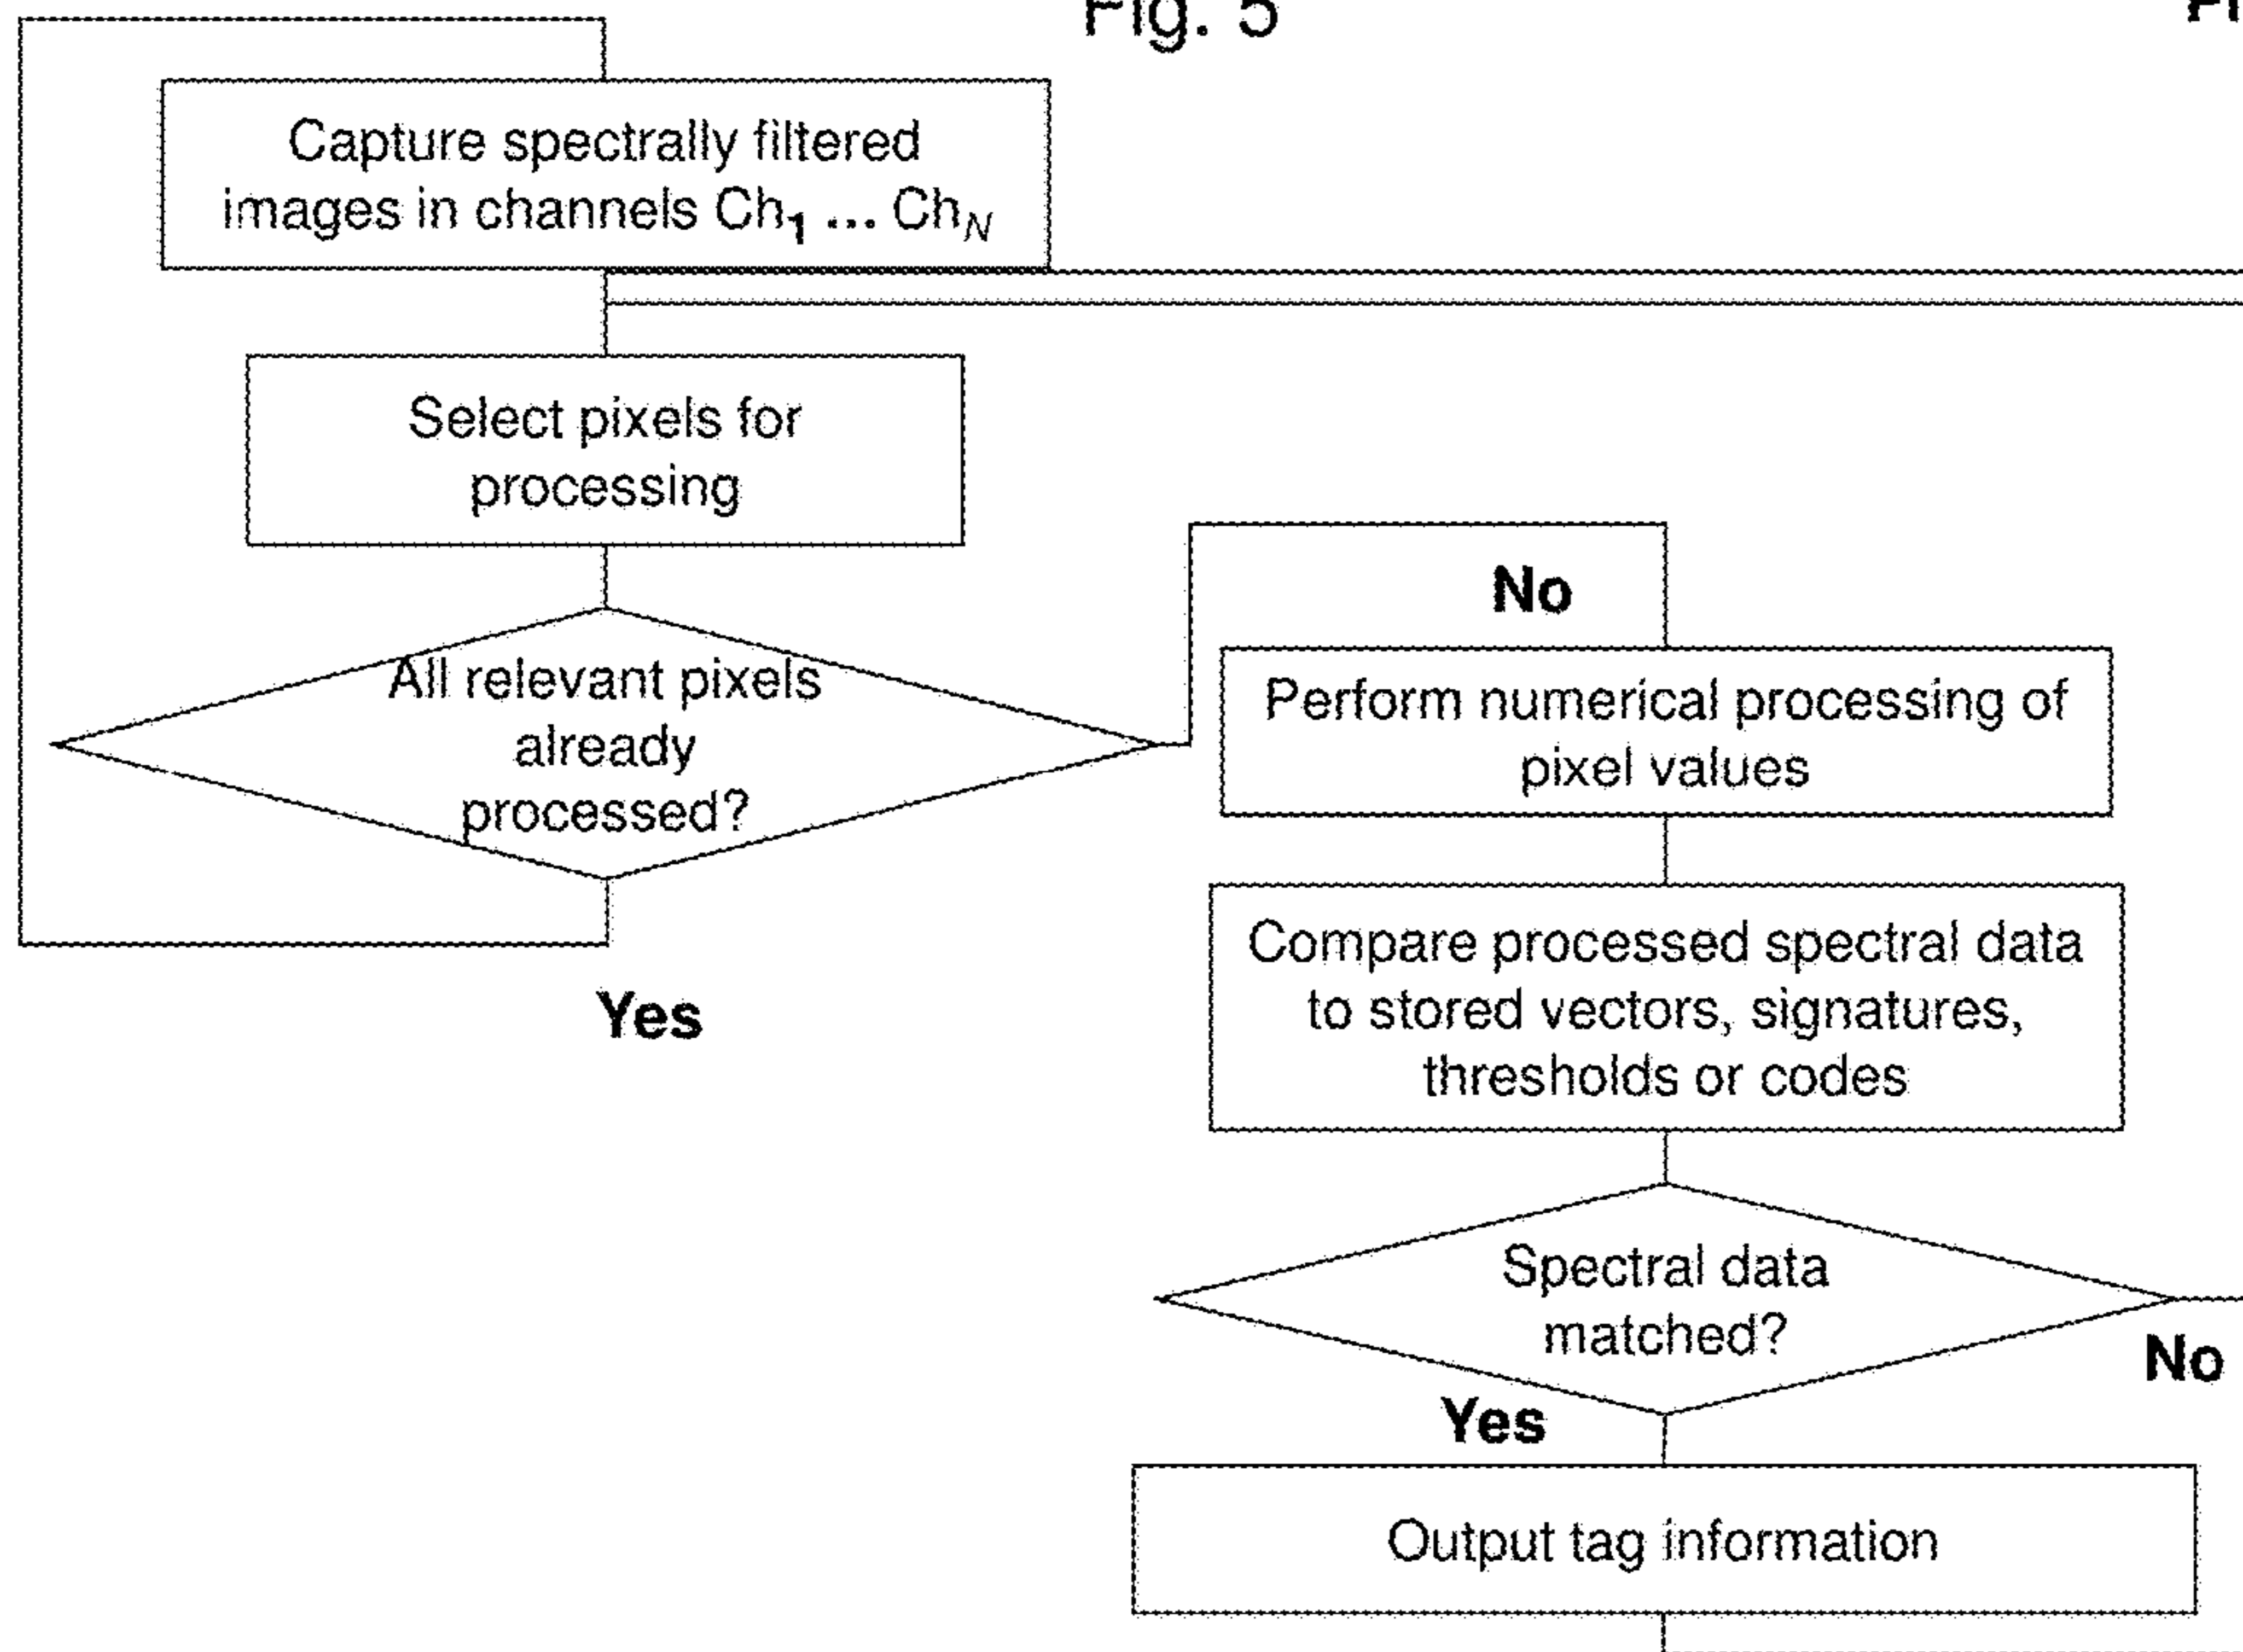 Fig. 5
Capture spectrally filtered
images in channels Ch1 ... ChN
Select pixels for
processing
All relevant pixels
already
processed?
Yes
No
Perform numerical processing of
pixel values
Compare processed spectral data
to stored vectors, signatures,
thresholds or codes
Spectral data
matched?
No
Yes
Output tag information